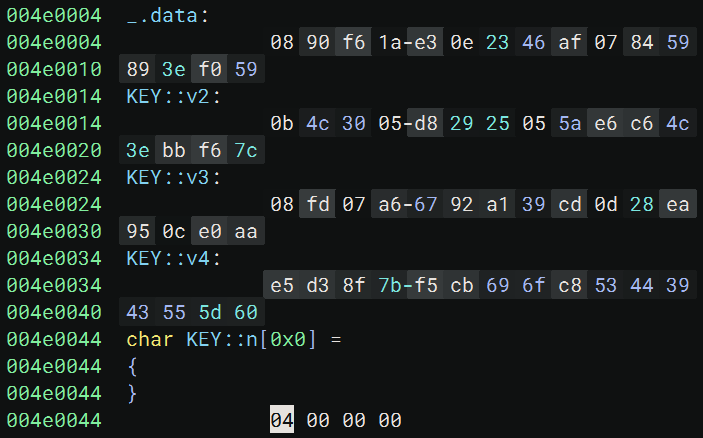 004e0004 _.data:
004e0004 08 90 f6 1a-e3 0e 23 46 af 07 84 59
004e0010 89 3e f0 59
004e0014 KEY::v2:
004e0014 0b 4c 30 05-d8 29 25 05 5a e6 c6 4c
004e0020 3e bb f6 7c
004e0024 KEY::v3:
004e0024 08 fd 07 a6-67 92 a1 39 cd 0d 28 ea
004e0030 95 0c e0 aa
004e0034 KEY::v4:
004e0034 e5 d3 8f 7b-f5 cb 69 6f c8 53 44 39
004e0040 43 55 5d 60
004e0044 char KEY::n[0x0] =
004e0044 {
004e0044 }
004e0044 04 00 00 00